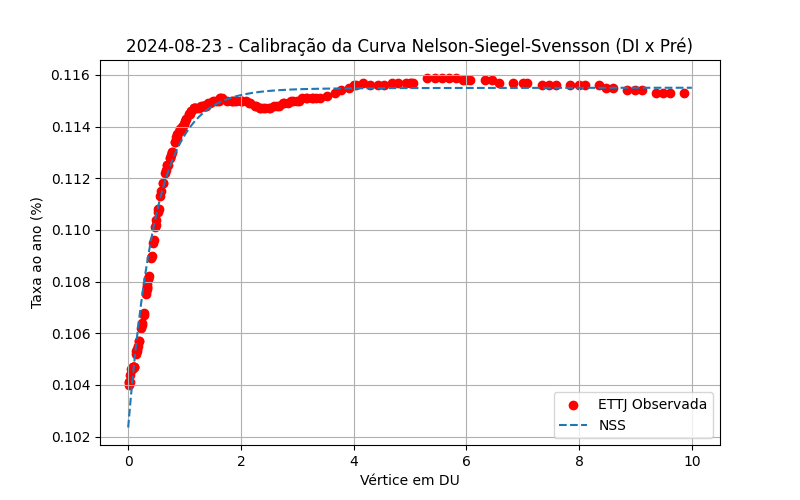 2024-08-23 - Calibração da Curva Nelson-Siegel-Svensson (DI x Pré)
0.116
0.114
0.112
0.110
0.108
0.106
0.104
0.102
Taxa ao ano (%)
ETTJ Observada
NSS
0 2 4 6 8 10
Vértice em DU